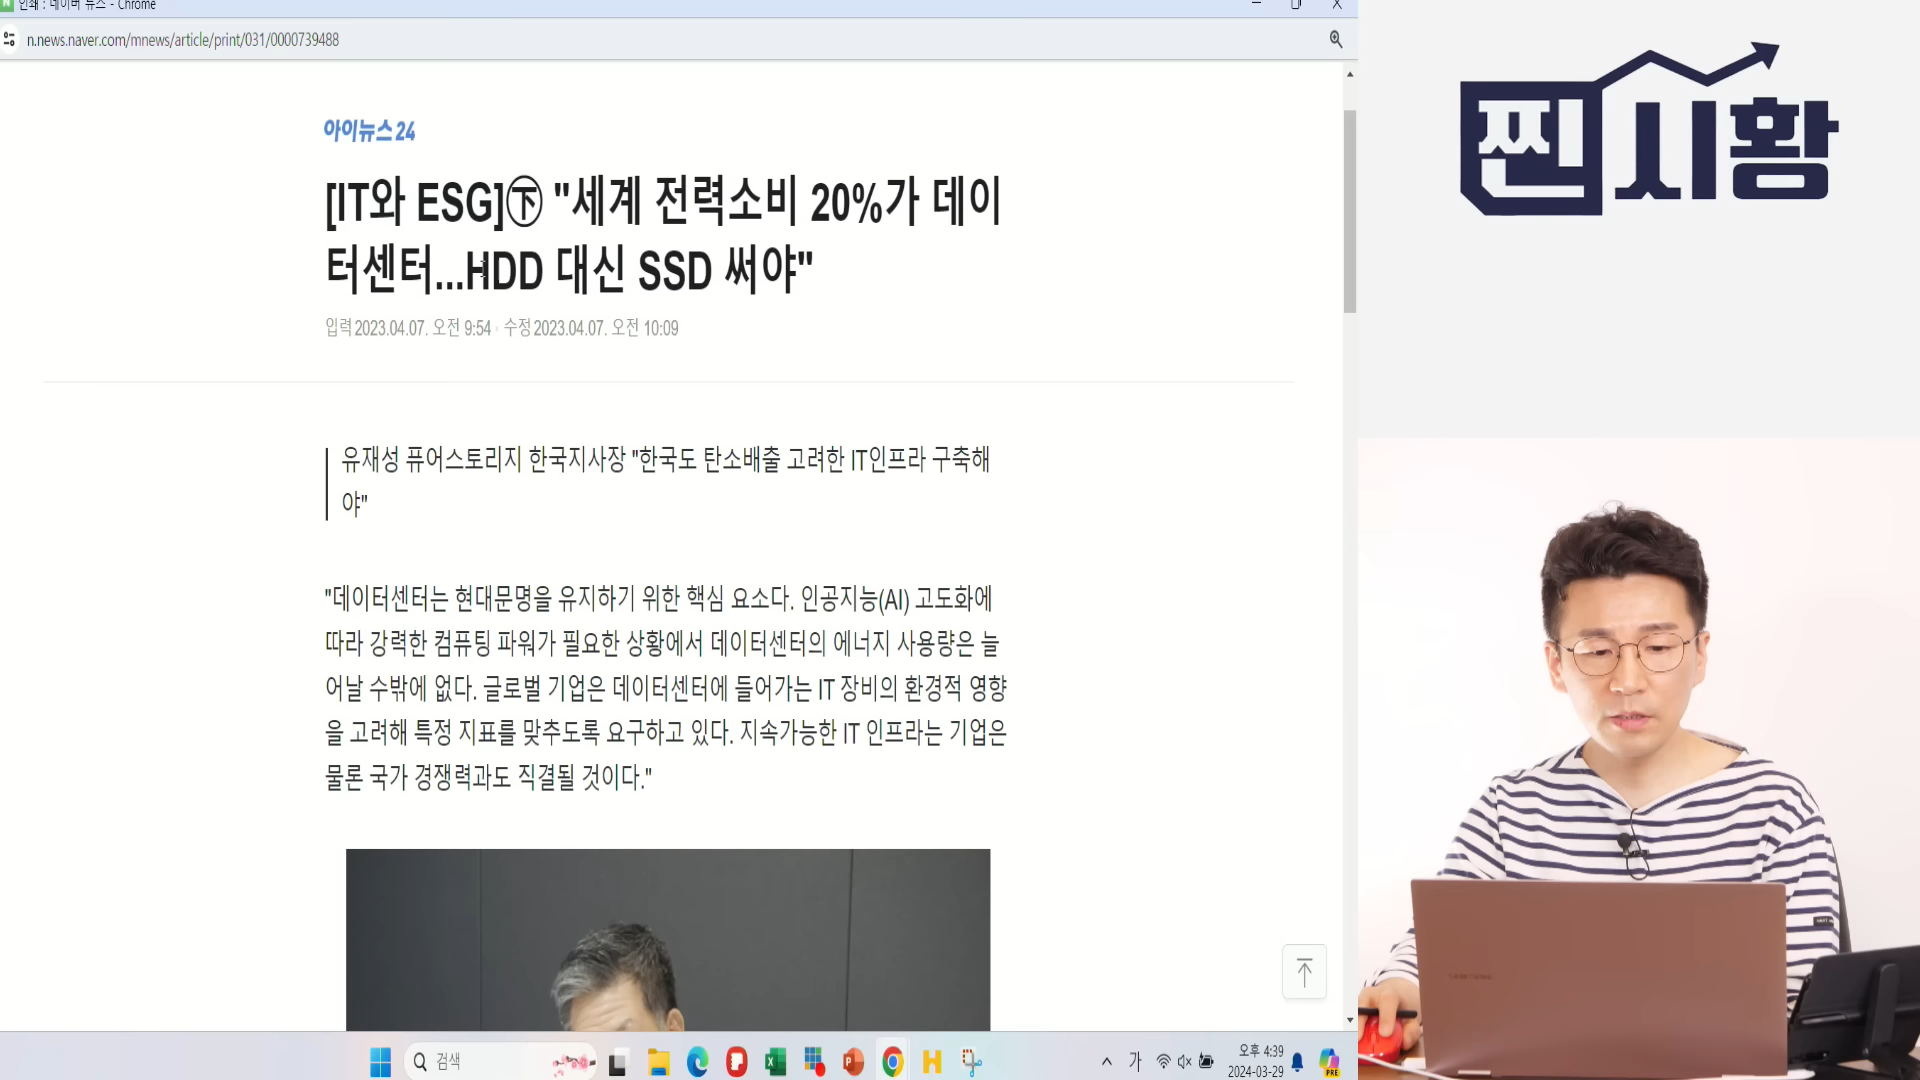 인쇄 : 네이버 뉴스 - Chrome
n.news.naver.com/mnews/article/print/031/0000739488
아이뉴스24
[IT와 ESG]㊦ "세계 전력소비 20%가 데이
터센터...HDD 대신 SSD 써야"
입력 2023.04.07. 오전 9:54 · 수정 2023.04.07. 오전 10:09
유재성 퓨어스토리지 한국지사장 "한국도 탄소배출 고려한 IT인프라 구축해
야"
"데이터센터는 현대문명을 유지하기 위한 핵심 요소다. 인공지능(AI) 고도화에
따라 강력한 컴퓨팅 파워가 필요한 상황에서 데이터센터의 에너지 사용량은 늘
어날 수밖에 없다. 글로벌 기업은 데이터센터에 들어가는 IT 장비의 환경적 영향
을 고려해 특정 지표를 맞추도록 요구하고 있다. 지속가능한 IT 인프라는 기업은
물론 국가 경쟁력과도 직결될 것이다."
찐시황
검색
가
오후 4:39
2024-03-29
PRE